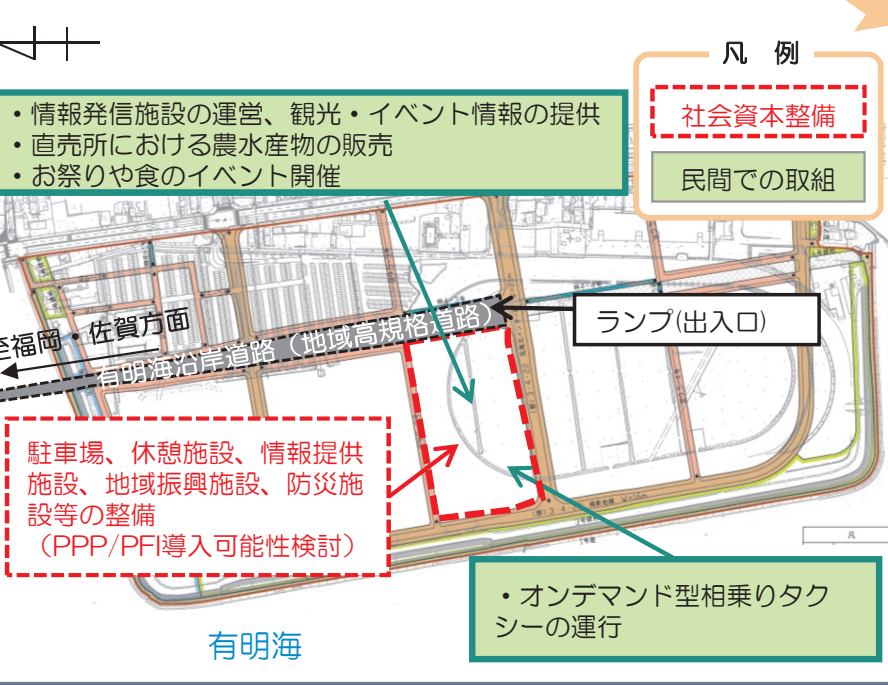 凡 例
社会資本整備
民間での取組
・情報発信施設の運営、観光・イベント情報の提供
・直売所における農水産物の販売
・お祭りや食のイベント開催
ランプ(出入口)
至福岡・佐賀方面
有明海沿岸道路（地域高規格道路）
駐車場、休憩施設、情報提供
施設、地域振興施設、防災施
設等の整備
（PPP/PFI導入可能性検討）
・オンデマンド型相乗りタク
シーの運行
有明海
凡